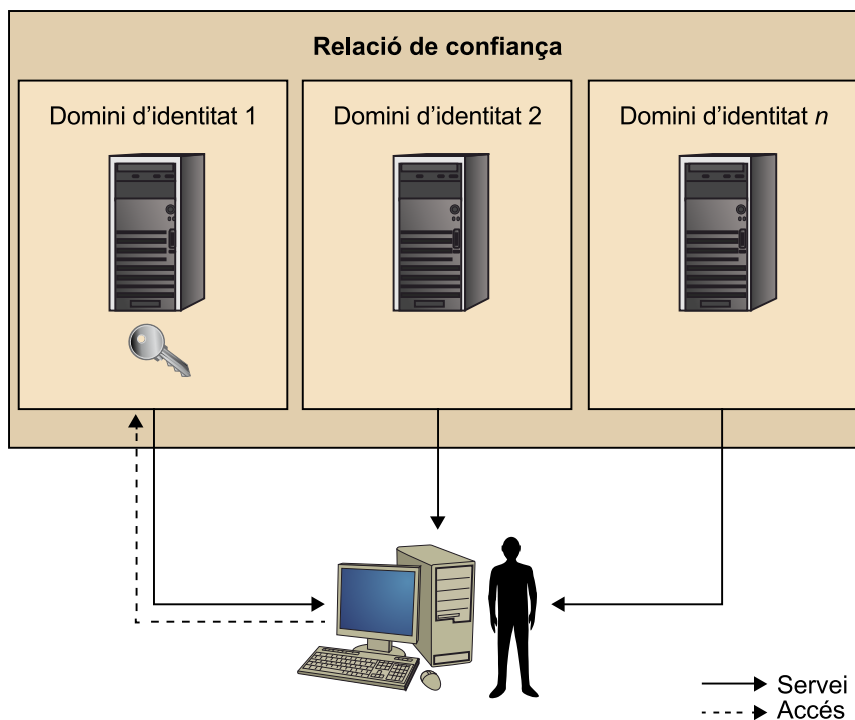 Relació de confiança
Domini d’identitat 1
Domini d’identitat 2
Domini d’identitat n
Servei
Accés